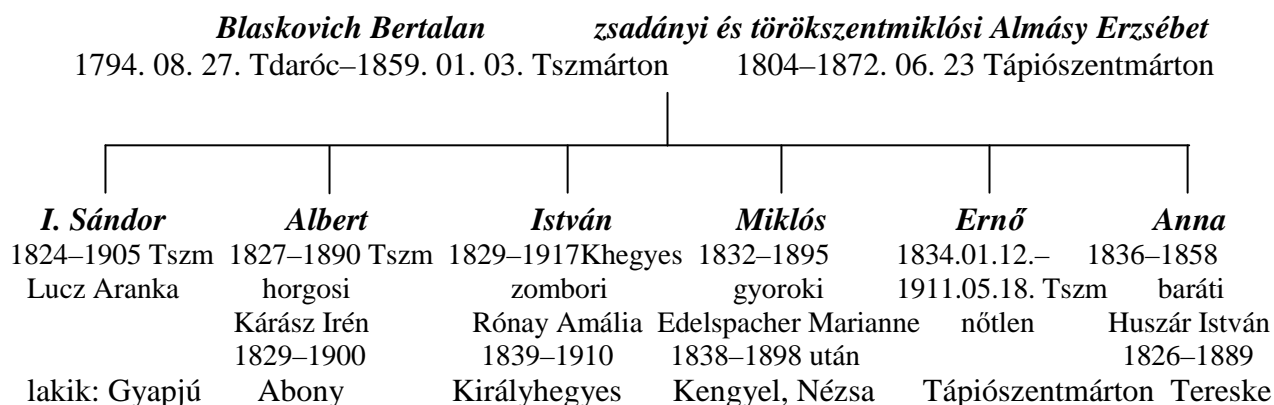 Blaskovich Bertalan zsadányi és törökszentmiklósi Almásy Erzsébet
1794. 08. 27. Tdaróc–1859. 01. 03. Tszmárton 1804–1872. 06. 23 Tápiószentmárton
I. Sándor Albert István Miklós Ernő Anna
1824–1905 Tszm 1827–1890 Tszm 1829–1917Khegyes 1832–1895 1834.01.12.– 1836–1858
Lucz Aranka horgosi zombori gyoroki 1911.05.18. Tszm baráti
Kárász Irén Rónay Amália Edelspacher Marianne nőtlen Huszár István
1829–1900 1839–1910 1838–1898 után 1826–1889
lakik: Gyapjú Abony Királyhegyes Kengyel, Nézsa Tápiószentmárton Tereske